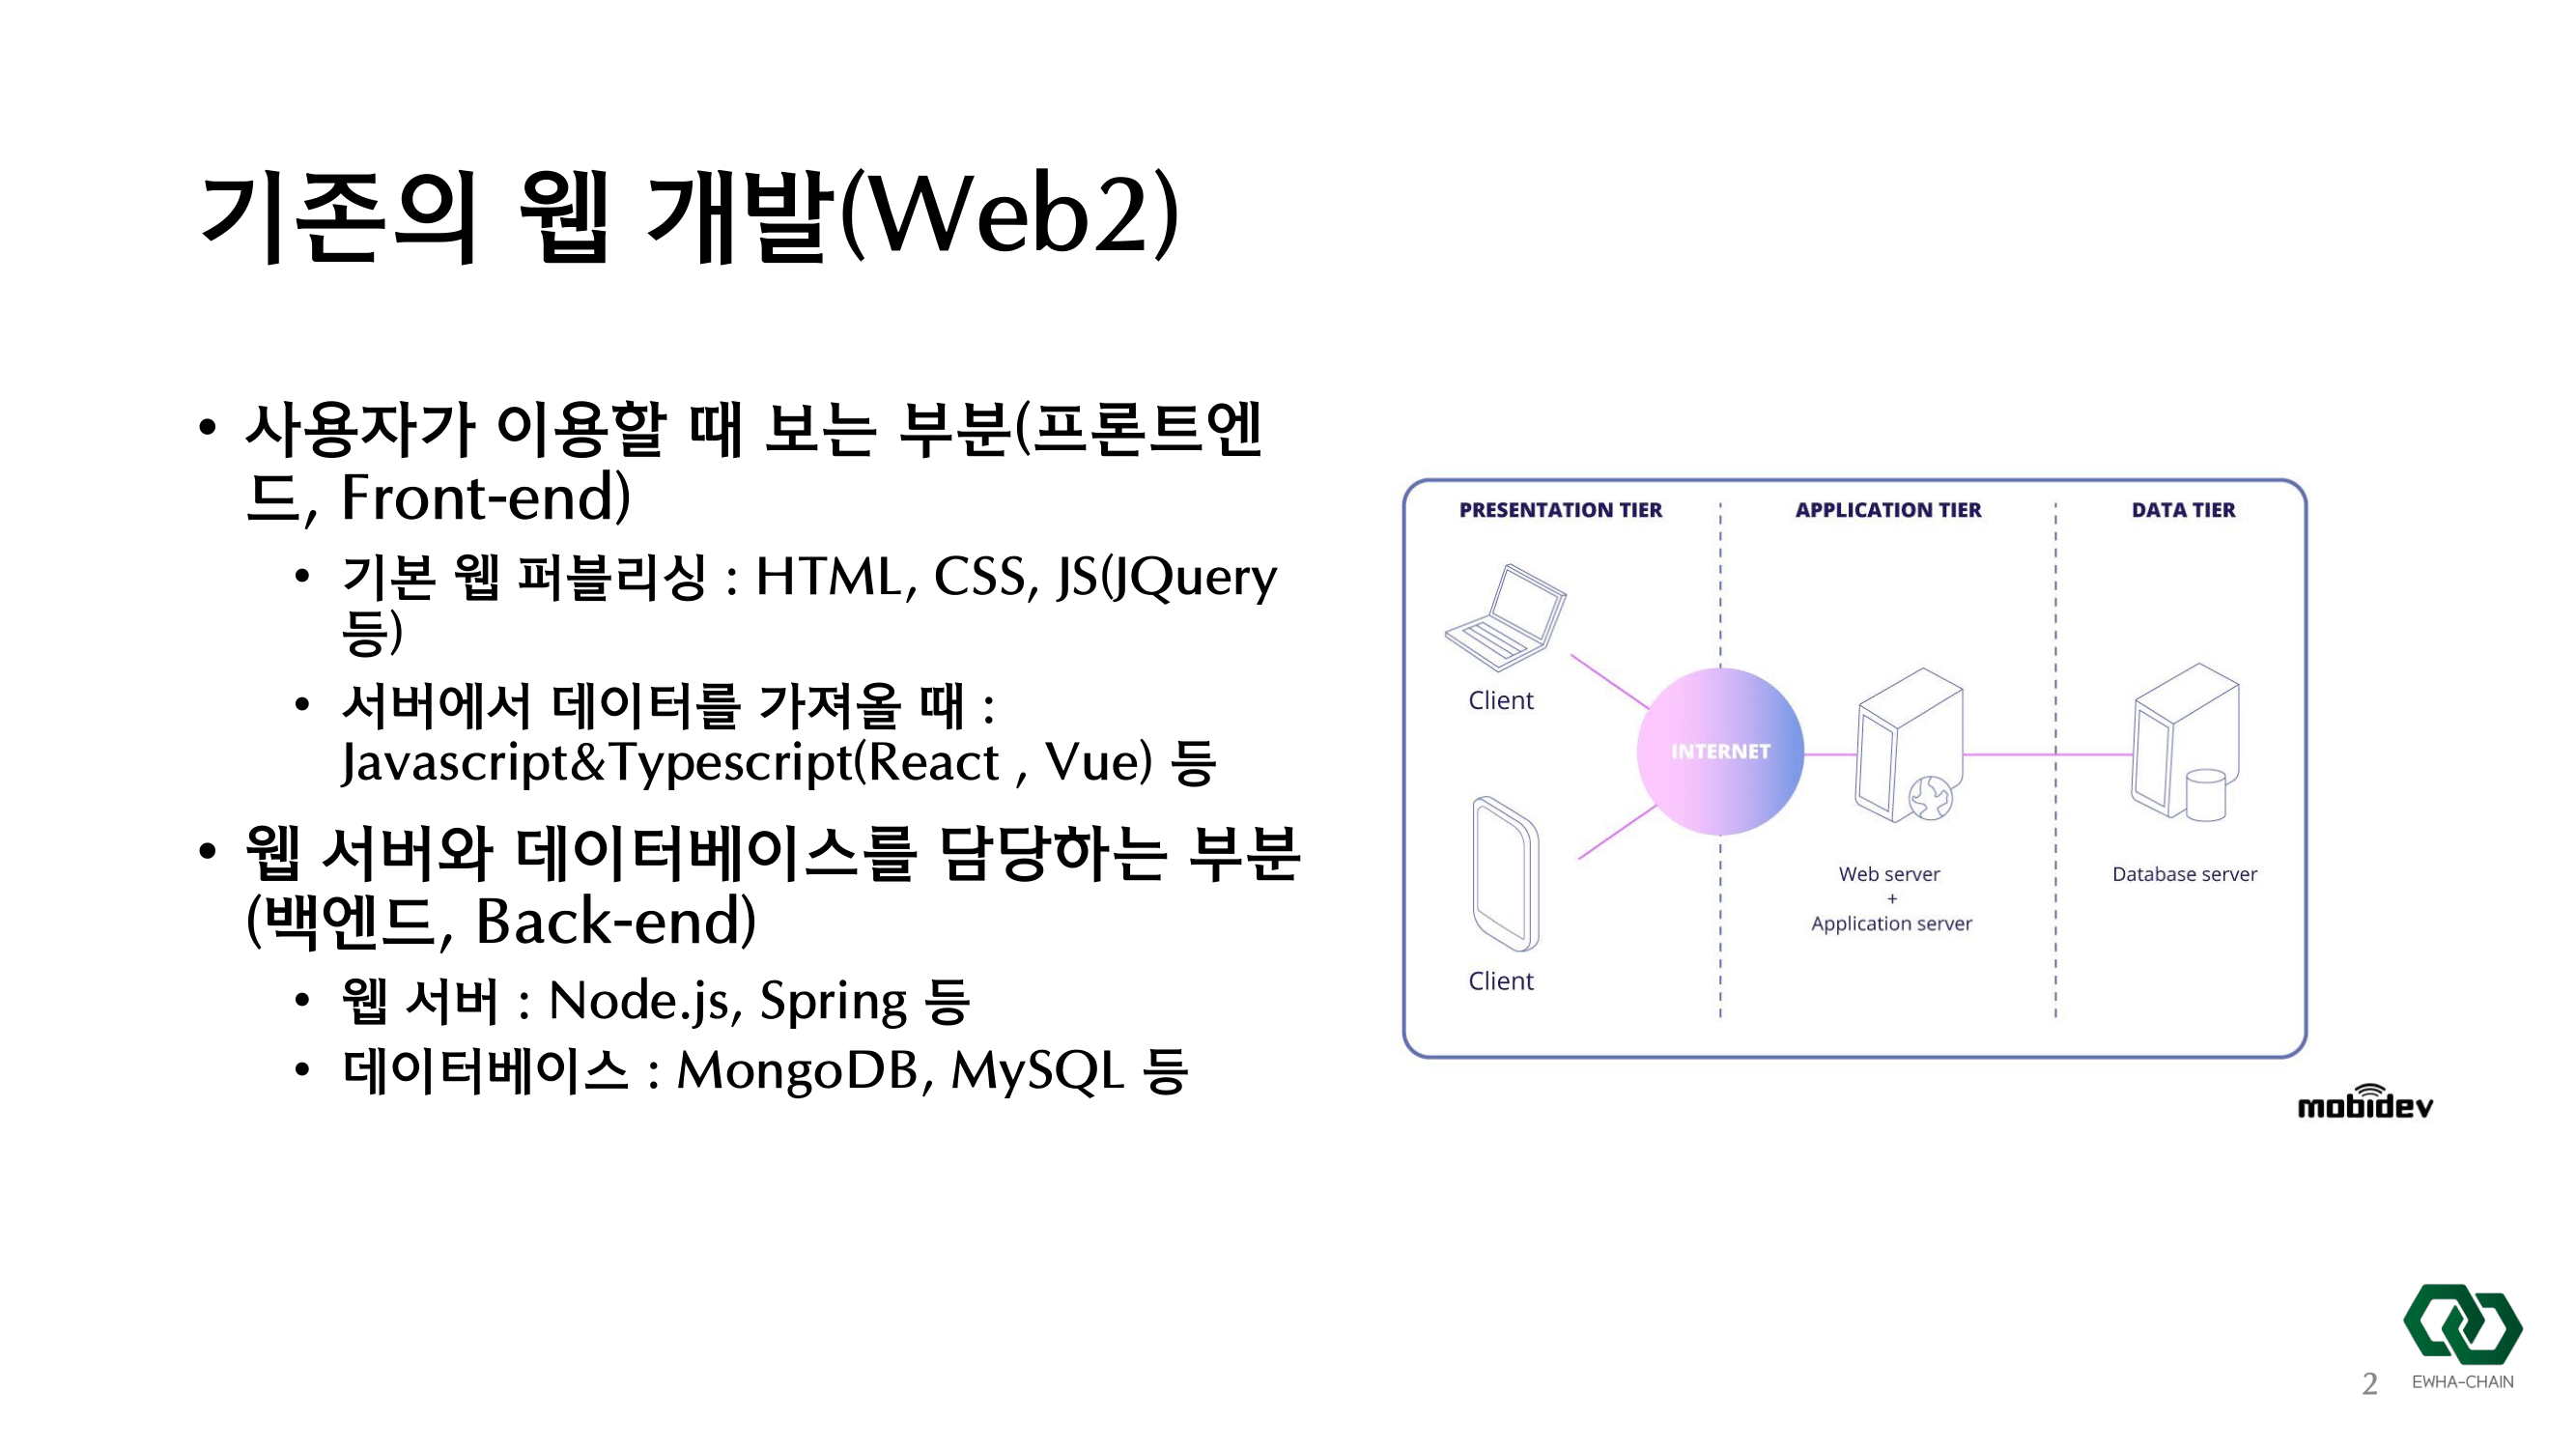 기존의 웹 개발(Web2)
• 사용자가 이용할 때 보는 부분(프론트엔
드, Front-end)
• 기본 웹 퍼블리싱 : HTML, CSS, JS(JQuery
등)
• 서버에서 데이터를 가져올 때 :
Javascript&Typescript(React , Vue) 등
• 웹 서버와 데이터베이스를 담당하는 부분
(백엔드, Back-end)
• 웹 서버 : Node.js, Spring 등
• 데이터베이스 : MongoDB, MySQL 등
PRESENTATION TIER
APPLICATION TIER
DATA TIER
Client
INTERNET
Client
Web server
+
Application server
Database server
mobidev
2
EWHA-CHAIN